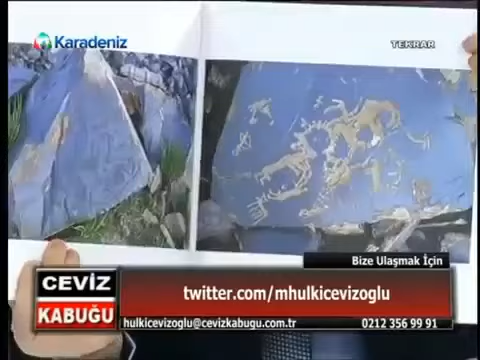 Karadeniz
TEKRAR
Bize Ulaşmak İçin
CEVİZ
KABUĞU
twitter.com/mhulkicevizoglu
hulkicevizoglu@cevizkabugu.com.tr
0212 356 99 91